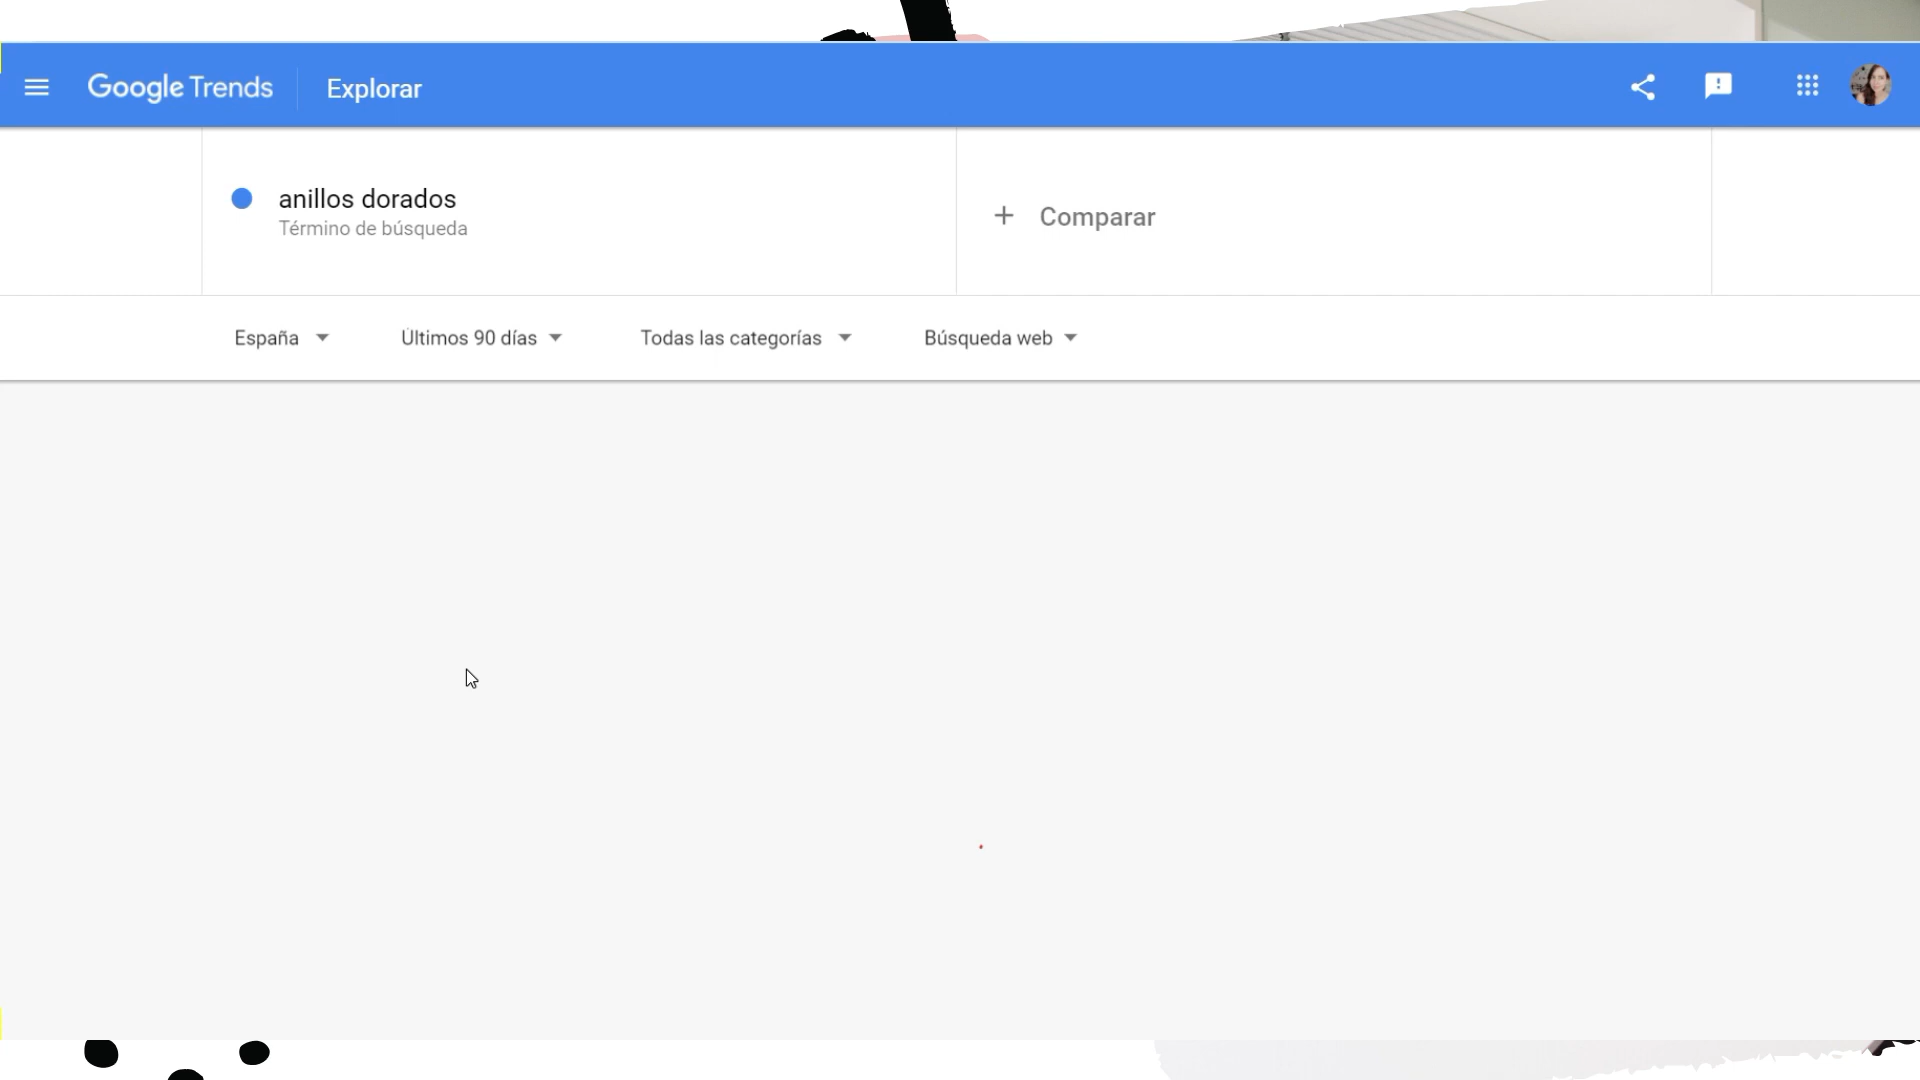 Google Trends
Explorar
anillos dorados
Término de búsqueda
+ Comparar
España
Últimos 90 días
Todas las categorías
Búsqueda web